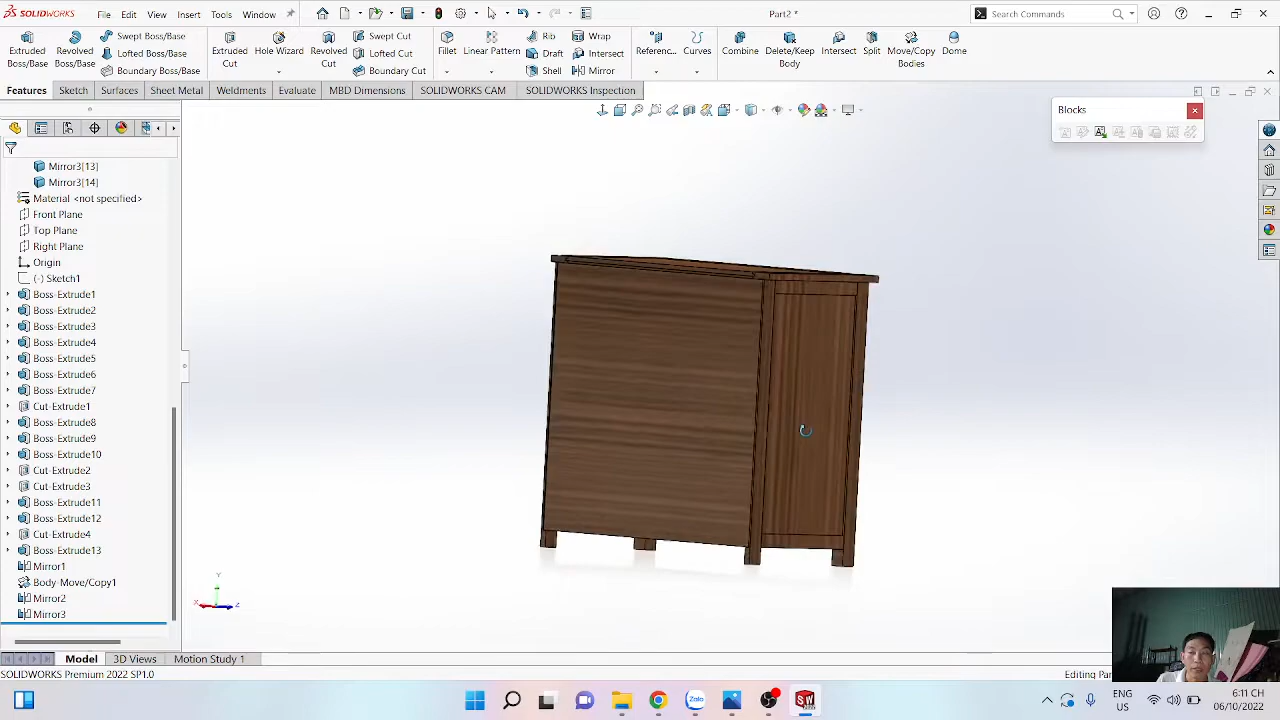 SOLIDWORKS
File
Edit
View
Insert
Tools
Window
Part2 *
Search Commands
Extruded Boss/Base
Revolved Boss/Base
Swept Boss/Base
Lofted Boss/Base
Boundary Boss/Base
Extruded Cut
Hole Wizard
Revolved Cut
Swept Cut
Lofted Cut
Boundary Cut
Fillet
Linear Pattern
Rib
Draft
Shell
Wrap
Intersect
Mirror
Referenc...
Curves
Combine
Delete/Keep Body
Intersect
Split
Move/Copy Bodies
Dome
Features
Sketch
Surfaces
Sheet Metal
Weldments
Evaluate
MBD Dimensions
SOLIDWORKS CAM
SOLIDWORKS Inspection
Blocks
Mirror3[13]
Mirror3[14]
Material <not specified>
Front Plane
Top Plane
Right Plane
Origin
(-) Sketch1
Boss-Extrude1
Boss-Extrude2
Boss-Extrude3
Boss-Extrude4
Boss-Extrude5
Boss-Extrude6
Boss-Extrude7
Cut-Extrude1
Boss-Extrude8
Boss-Extrude9
Boss-Extrude10
Cut-Extrude2
Cut-Extrude3
Boss-Extrude11
Boss-Extrude12
Cut-Extrude4
Boss-Extrude13
Mirror1
Body-Move/Copy1
Mirror2
Mirror3
Y
X
Z
Model
3D Views
Motion Study 1
SOLIDWORKS Premium 2022 SP1.0
Editing Par
Zalo
SW
ENG
US
6:11 CH
06/10/2022